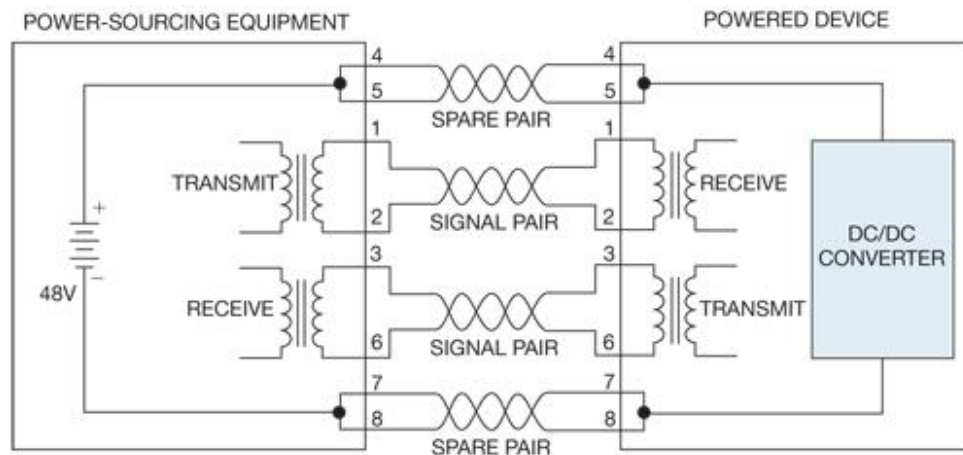 POWER-SOURCING EQUIPMENT
POWERED DEVICE
4
5
SPARE PAIR
4
5
1
2
TRANSMIT
SIGNAL PAIR
1
2
RECEIVE
+
−
48V
3
6
RECEIVE
SIGNAL PAIR
3
6
TRANSMIT
DC/DC
CONVERTER
7
8
SPARE PAIR
7
8